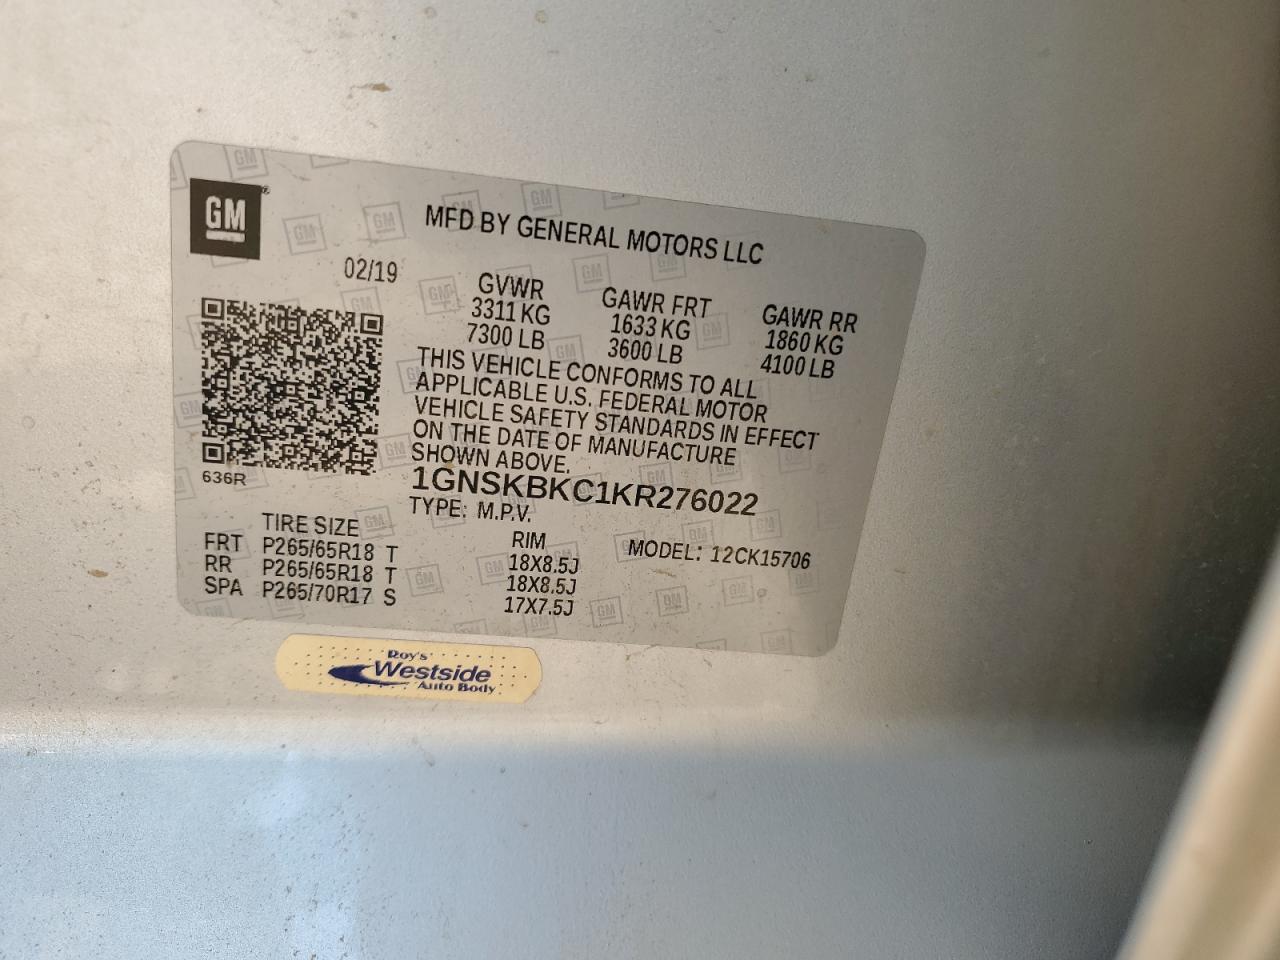 GM
MFD BY GENERAL MOTORS LLC
02/19
GVWR GAWR FRT GAWR RR
3311 KG 1633 KG 1860 KG
7300 LB 3600 LB 4100 LB
THIS VEHICLE CONFORMS TO ALL
APPLICABLE U.S. FEDERAL MOTOR
VEHICLE SAFETY STANDARDS IN EFFECT
ON THE DATE OF MANUFACTURE
SHOWN ABOVE.
636R
1GNSKBKC1KR276022
TYPE: M.P.V.
TIRE SIZE RIM MODEL: 12CK15706
FRT P265/65R18 T 18X8.5J
RR P265/65R18 T 18X8.5J
SPA P265/70R17 S 17X7.5J
Roy's
Westside
Auto Body